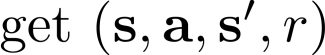 get (s, a, s′, r)